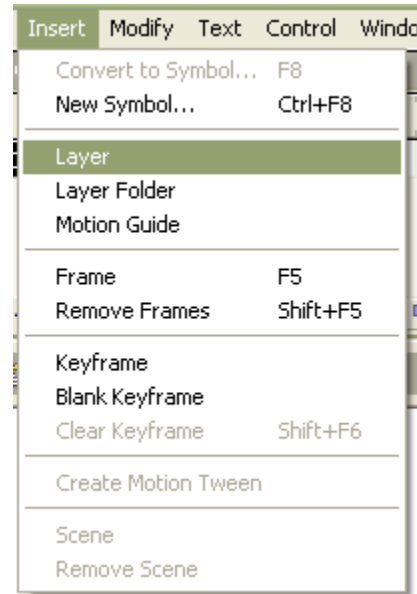 Insert Modify Text Control Windo
Convert to Symbol... F8
New Symbol... Ctrl+F8
Layer
Layer Folder
Motion Guide
Frame F5
Remove Frames Shift+F5
Keyframe
Blank Keyframe
Clear Keyframe Shift+F6
Create Motion Tween
Scene
Remove Scene